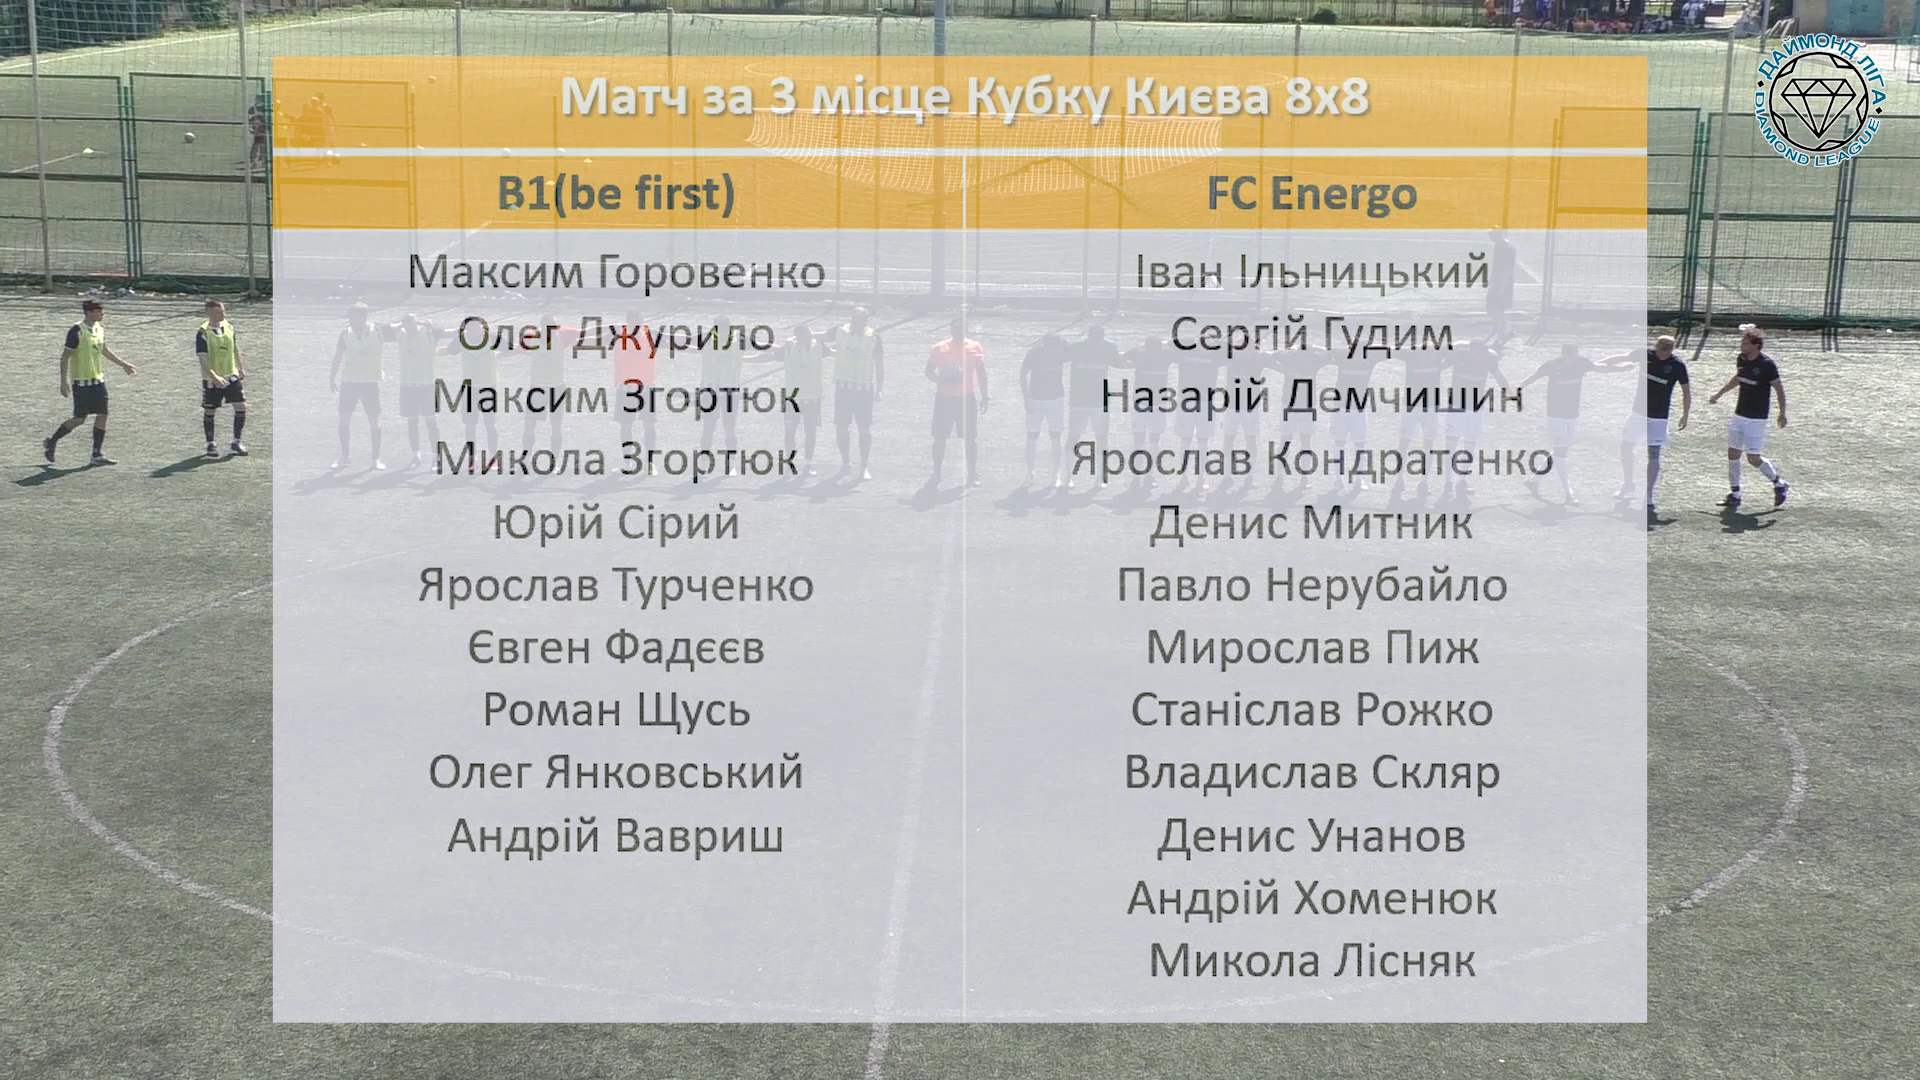 Матч за 3 місце Кубку Києва 8x8
B1(be first)
FC Energo
Максим Горовенко
Олег Джурило
Максим Згортюк
Микола Згортюк
Юрій Сірий
Ярослав Турченко
Євген Фадєєв
Роман Щусь
Олег Янковський
Андрій Вавриш
Іван Ільницький
Сергій Гудим
Назарій Демчишин
Ярослав Кондратенко
Денис Митник
Павло Нерубайло
Мирослав Пиж
Станіслав Рожко
Владислав Скляр
Денис Унанов
Андрій Хоменюк
Микола Лісняк
ДАЙМОНД ЛІГА
DIAMOND LEAGUE